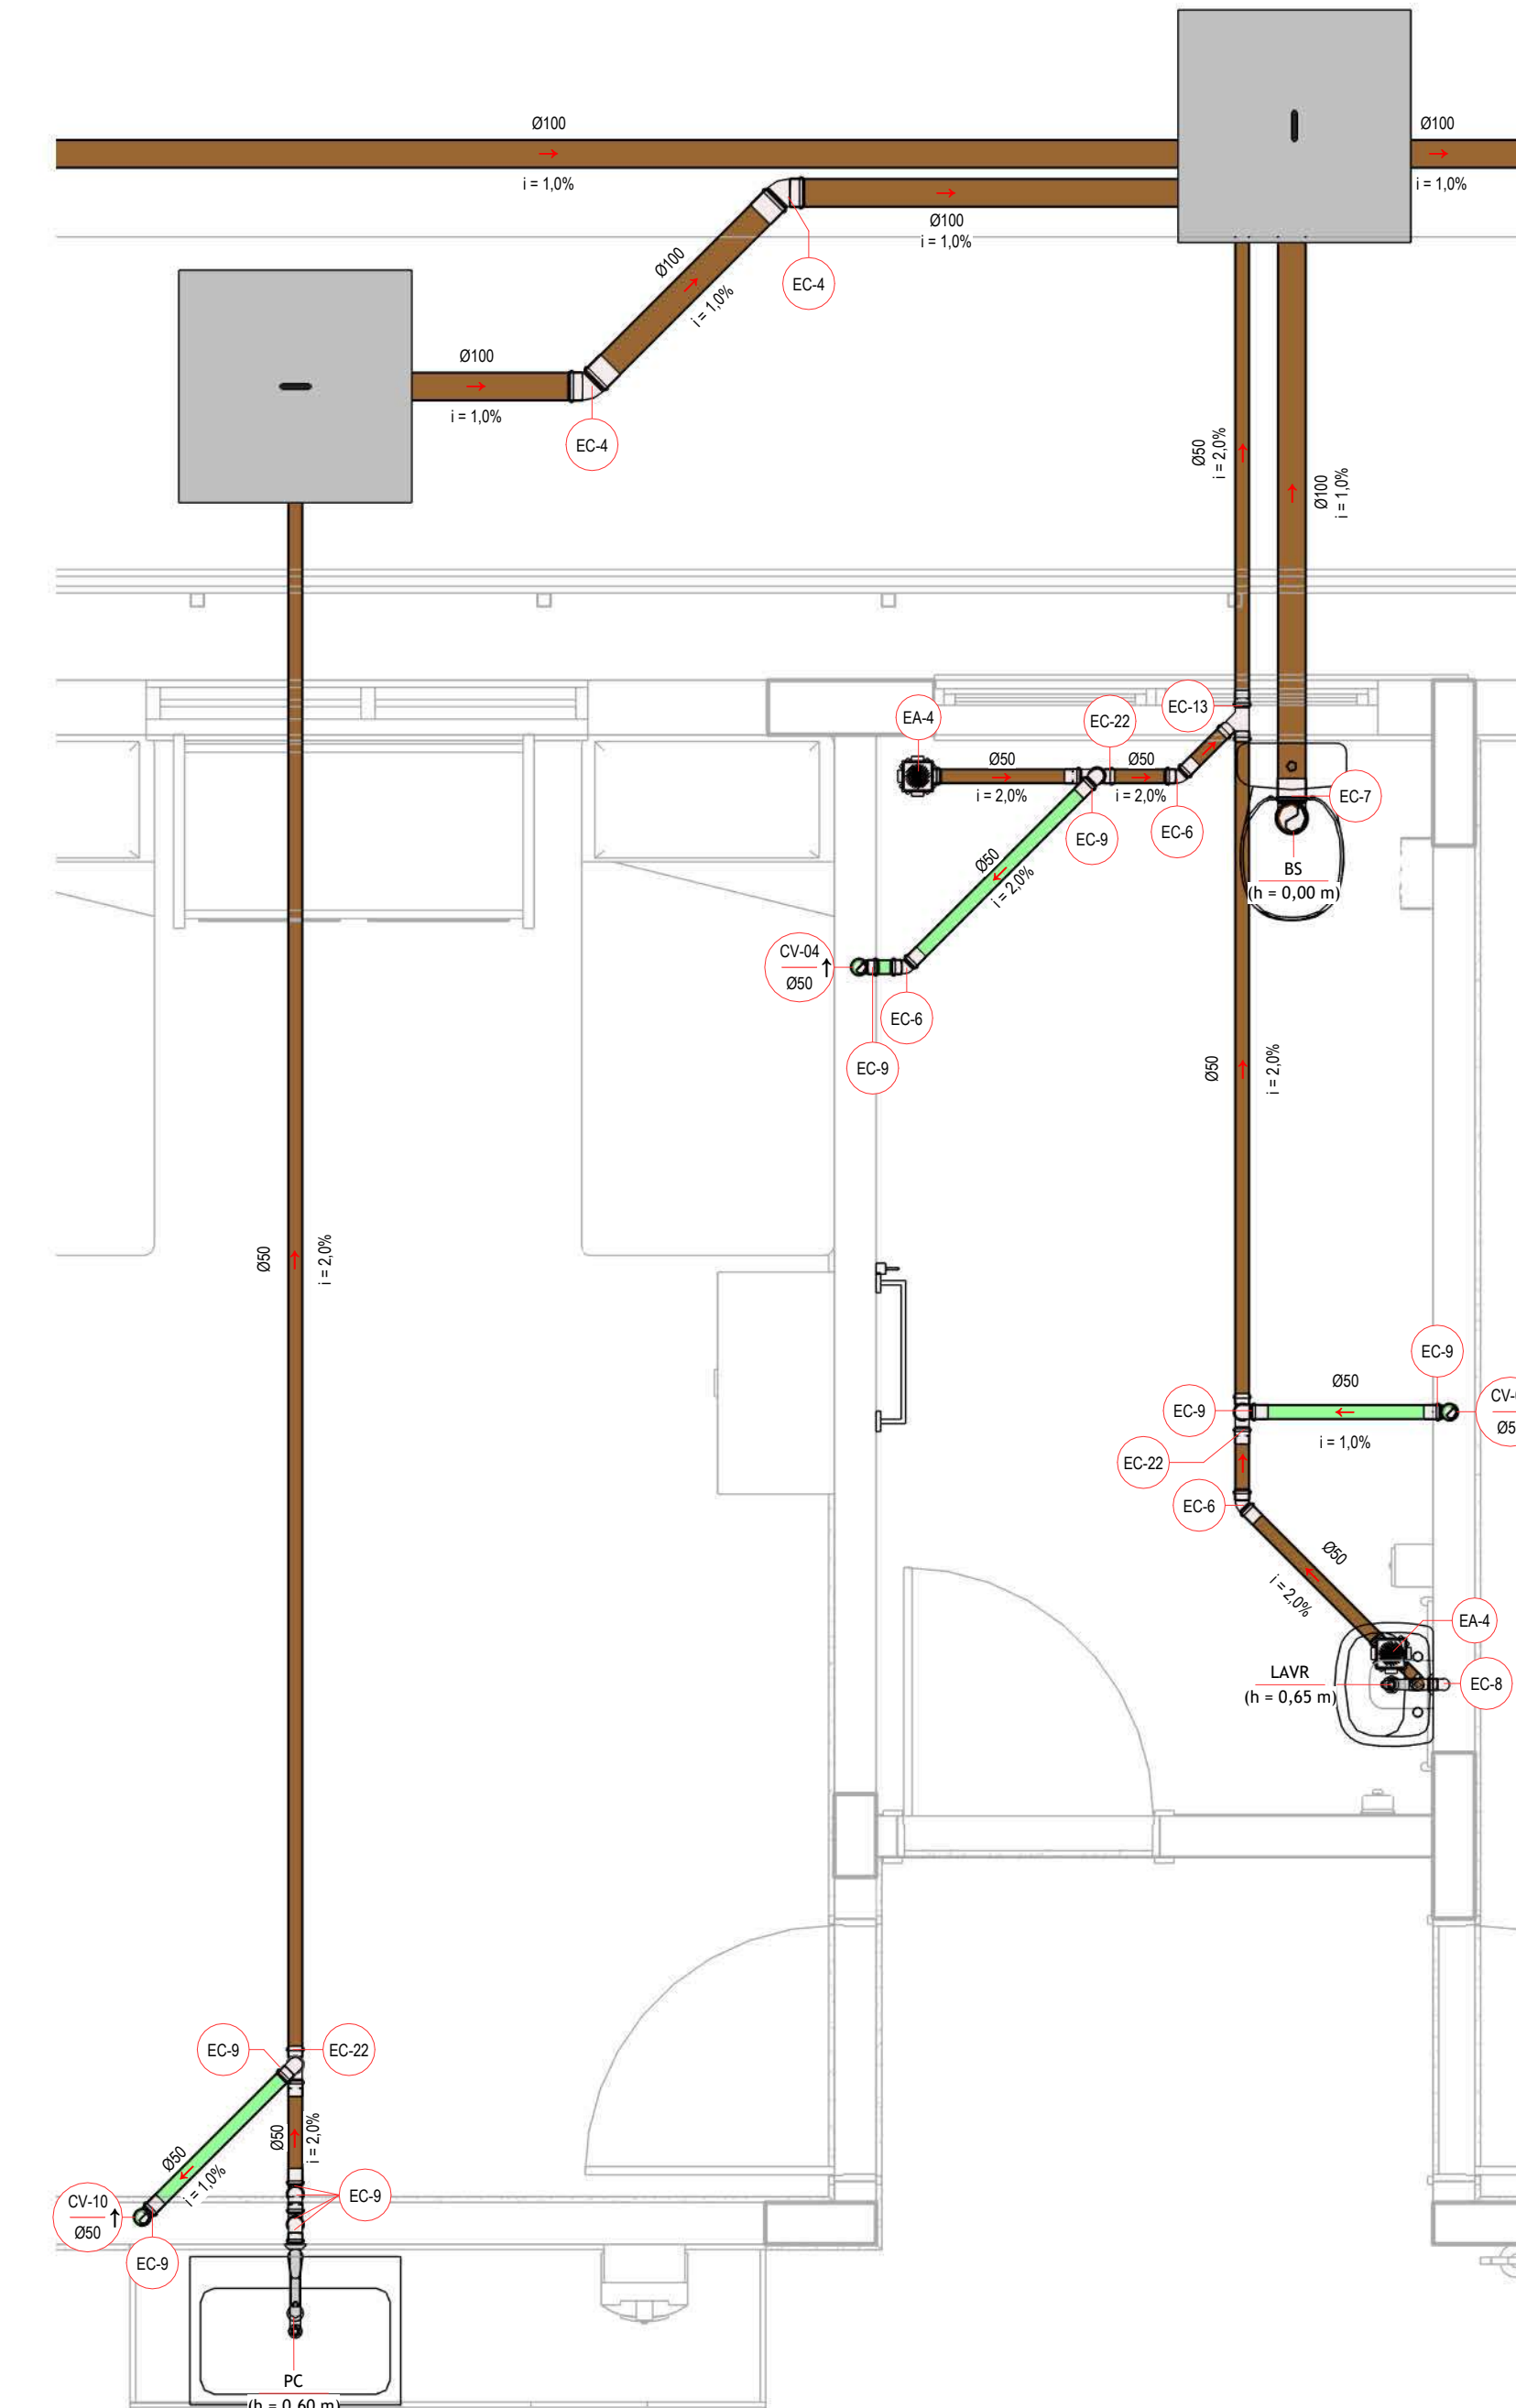 Ø100
Ø100
i = 1,0%
i = 1,0%
Ø100
i = 1,0%
Ø100
i = 1,0%
EC-4
Ø100
i = 1,0%
EC-4
Ø50
i = 2,0%
Ø100
i = 1,0%
EA-4
EC-22
EC-13
Ø50
Ø50
i = 2,0%
i = 2,0%
EC-7
EC-9
EC-6
Ø50
i = 2,0%
BS
(h = 0,00 m)
CV-04
Ø50
EC-6
EC-9
Ø50
i = 2,0%
Ø50
i = 2,0%
EC-9
Ø50
EC-9
CV-
Ø5
i = 1,0%
EC-22
EC-6
Ø50
i = 2,0%
EA-4
LAVR
(h = 0,65 m)
EC-8
EC-9
EC-22
Ø50
i = 2,0%
Ø50
i = 1,0%
EC-9
CV-10
Ø50
EC-9
PC
(h = 0,60 m)